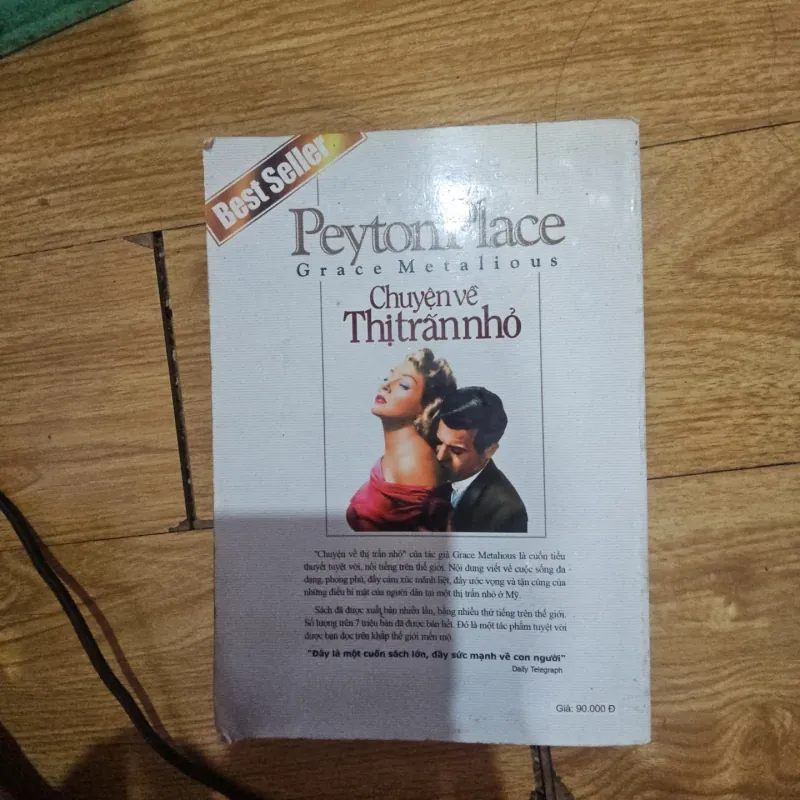 Best Seller
Peyton Place
Grace Metalious
Chuyện về
Thị trấn nhỏ
"Chuyện về thị trấn nhỏ" của tác giả Grace Metalious là cuốn tiểu
thuyết tuyệt vời, nổi tiếng trên thế giới. Nội dung viết về cuộc sống đa
dạng, phong phú, đầy cảm xúc mãnh liệt, đầy ước vọng và tận cùng của
những điều bí mật của người dân tại một thị trấn nhỏ ở Mỹ.
Sách đã được xuất bản nhiều lần, bằng nhiều thứ tiếng trên thế giới.
Số lượng trên 7 triệu bản đã được bán hết. Đó là một tác phẩm tuyệt vời
được bạn đọc trên khắp thế giới mến mộ.
"Đây là một cuốn sách lớn, đầy sức mạnh về con người"
Daily Telegraph
Giá: 90.000 Đ